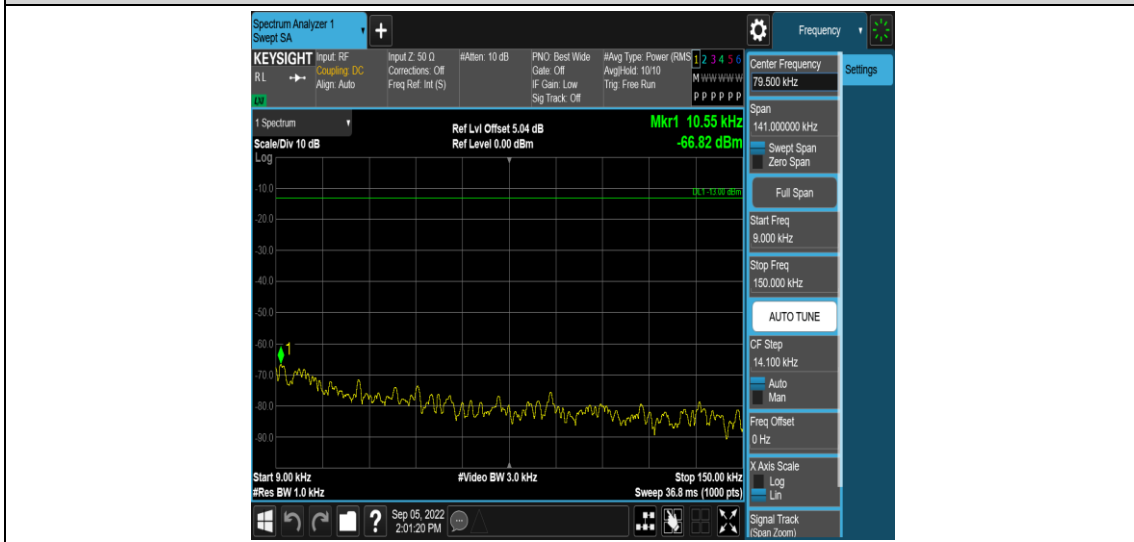 Spectrum Analyzer 1
Swept SA
+
Frequency
KEYSIGHT
RL
LXI
Input: RF
Coupling: DC
Align: Auto
Input Z: 50 Ω
Corrections: Off
Freq Ref: Int (S)
#Atten: 10 dB
PNO: Best Wide
Gate: Off
IF Gain: Low
Sig Track: Off
#Avg Type: Power (RMS
Avg|Hold: 10/10
Trig: Free Run
1 2 3 4 5 6
M W W W W W
P P P P P P
1 Spectrum
Scale/Div 10 dB
Log
Ref Lvl Offset 5.04 dB
Ref Level 0.00 dBm
Mkr1 10.55 kHz
-66.82 dBm
DL1 -13.00 dBm
-10.0
-20.0
-30.0
-40.0
-50.0
-60.0
1
-70.0
-80.0
-90.0
Start 9.00 kHz
#Res BW 1.0 kHz
#Video BW 3.0 kHz
Stop 150.00 kHz
Sweep 36.8 ms (1000 pts)
Center Frequency
79.500 kHz
Settings
Span
141.000000 kHz
Swept Span
Zero Span
Full Span
Start Freq
9.000 kHz
Stop Freq
150.000 kHz
AUTO TUNE
CF Step
14.100 kHz
Auto
Man
Freq Offset
0 Hz
X Axis Scale
Log
Lin
Signal Track
(Span Zoom)
?
Sep 05, 2022
2:01:20 PM